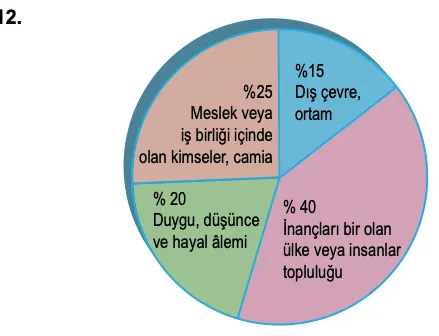 12.
%25
Meslek veya
iş birliği içinde
olan kimseler, camia
%15
Dış çevre,
ortam
% 20
Duygu, düşünce
ve hayal âlemi
% 40
İnançları bir olan
ülke veya insanlar
topluluğu